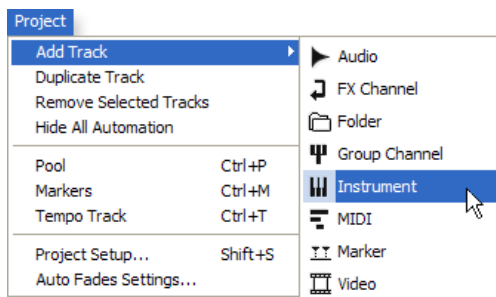 Project
Add Track
Duplicate Track
Remove Selected Tracks
Hide All Automation
Pool Ctrl+P
Markers Ctrl+M
Tempo Track Ctrl+T
Project Setup... Shift+S
Auto Fades Settings...
Audio
FX Channel
Folder
Group Channel
Instrument
MIDI
Marker
Video